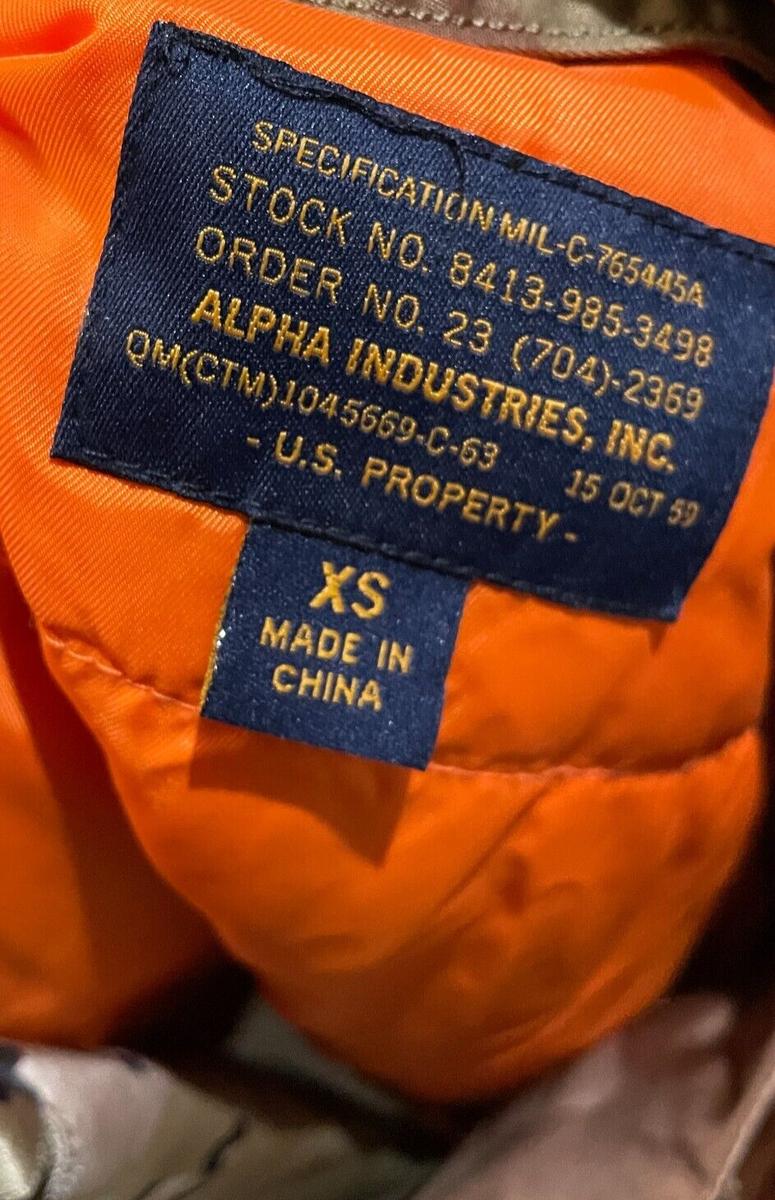 SPECIFICATION MIL-C-765445A
STOCK NO. 8413-985-3498
ORDER NO. 23 (704)-2369
ALPHA INDUSTRIES, INC.
QM(CTM)1045669-C-63 15 OCT 59
- U.S. PROPERTY -
XS
MADE IN
CHINA